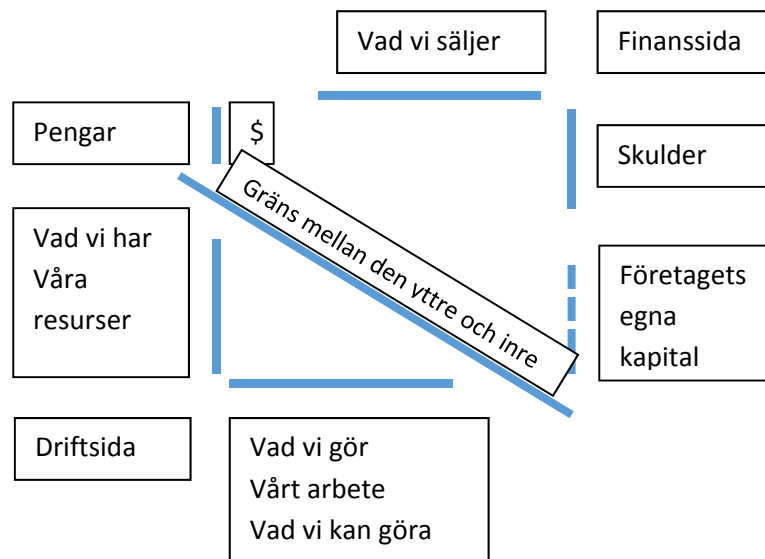 Vad vi säljer
Finanssida
Pengar
$
Skulder
Gräns mellan den yttre och inre
Vad vi har
Våra
resurser
Företagets
egna
kapital
Driftsida
Vad vi gör
Vårt arbete
Vad vi kan göra